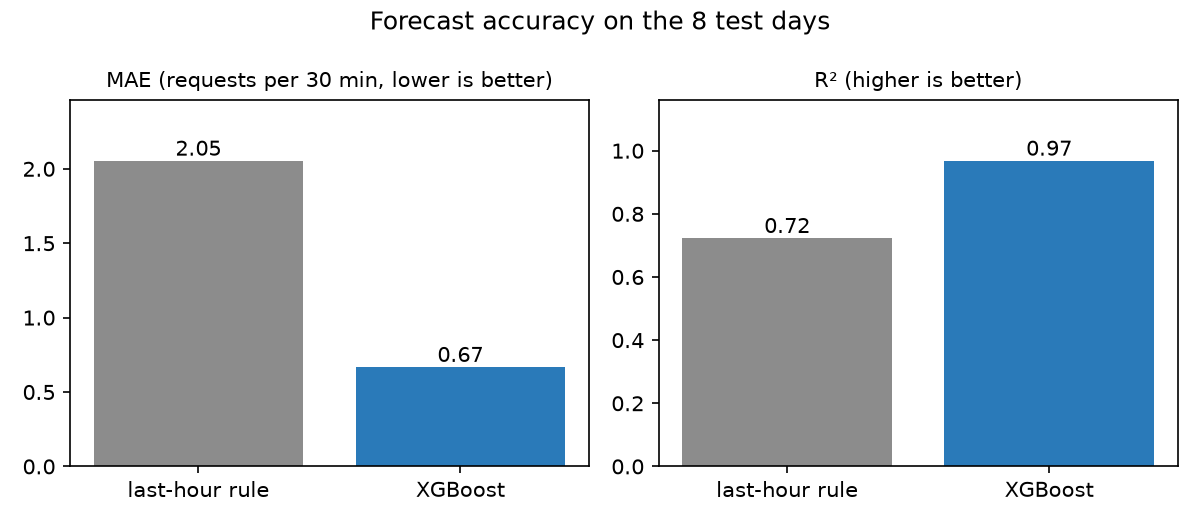 Forecast accuracy on the 8 test days
MAE (requests per 30 min, lower is better)
2.0
1.5
1.0
0.5
0.0
2.05
0.67
last-hour rule
XGBoost
R² (higher is better)
1.0
0.8
0.6
0.4
0.2
0.0
0.72
0.97
last-hour rule
XGBoost